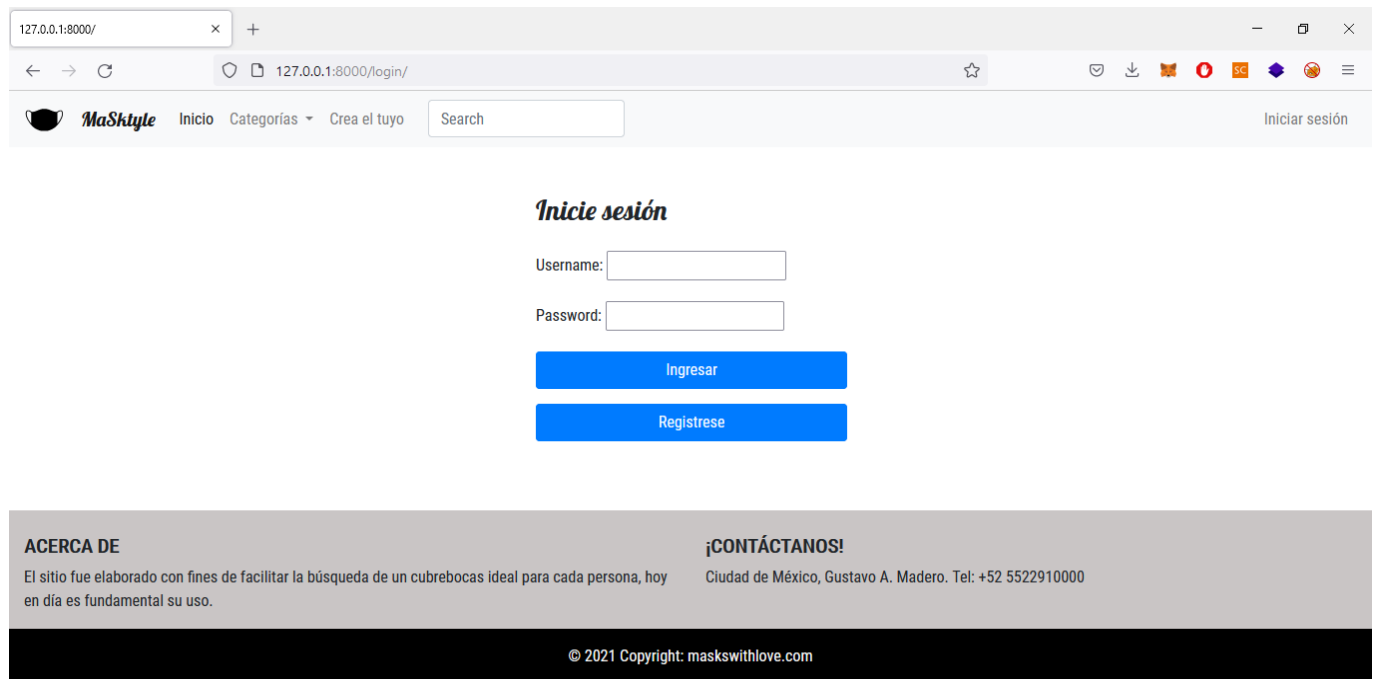 127.0.0.1:8000/
127.0.0.1:8000/login/
SC
MaSktyle Inicio Categorías Crea el tuyo Search Iniciar sesión
Inicie sesión
Username:
Password:
Ingresar
Registrese
ACERCA DE
El sitio fue elaborado con fines de facilitar la búsqueda de un cubrebocas ideal para cada persona, hoy
en día es fundamental su uso.
¡CONTÁCTANOS!
Ciudad de México, Gustavo A. Madero. Tel: +52 5522910000
© 2021 Copyright: maskswithlove.com